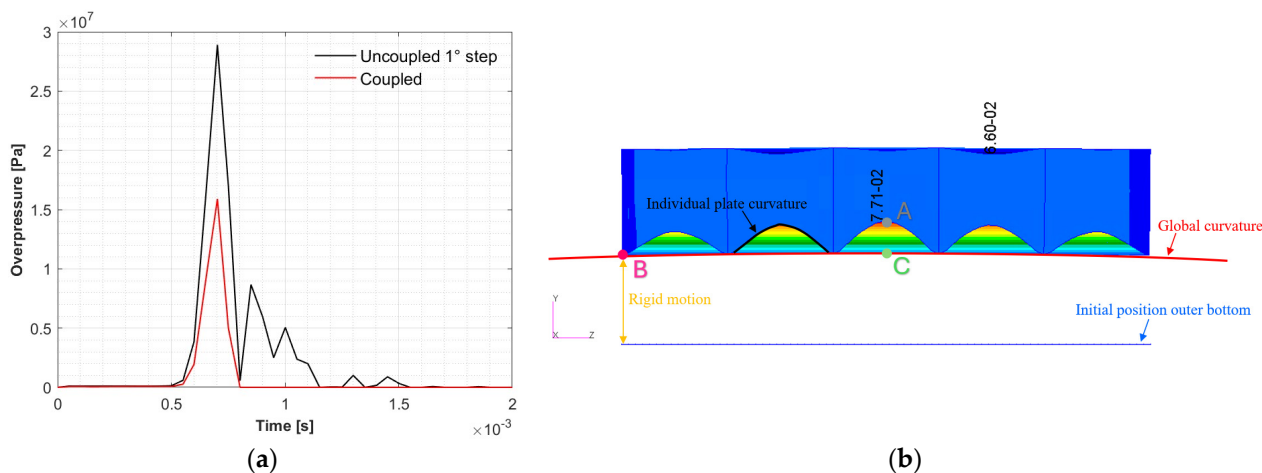 ×10⁷
3
2.5
2
1.5
1
0.5
0
Overpressure [Pa]
Uncoupled 1° step
Coupled
0
0.5
1
1.5
2
Time [s]
×10⁻³
(a)
6.60-02
7.71-02
Individual plate curvature
A
Global curvature
B
C
Rigid motion
Y
X
Z
Initial position outer bottom
(b)